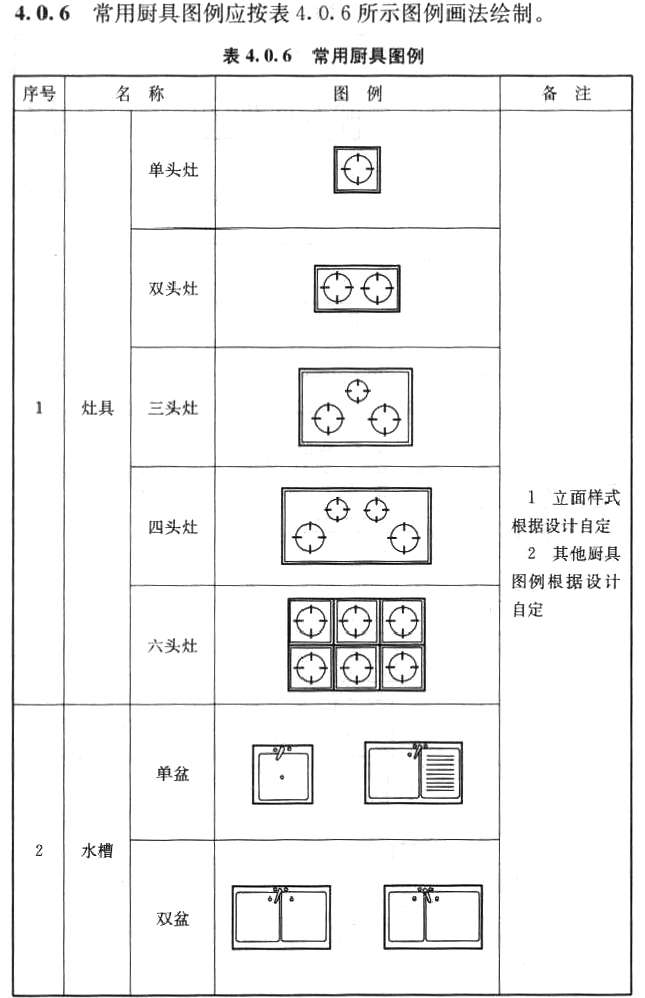 4.0.6 常用厨具图例应按表4.0.6所示图例画法绘制。
表4.0.6 常用厨具图例
序号 名称 图例 备注
单头灶
双头灶
1 灶具 三头灶
四头灶
六头灶
1 立面样式
根据设计自定
2 其他厨具
图例根据设计
自定
单盆
2 水槽
双盆